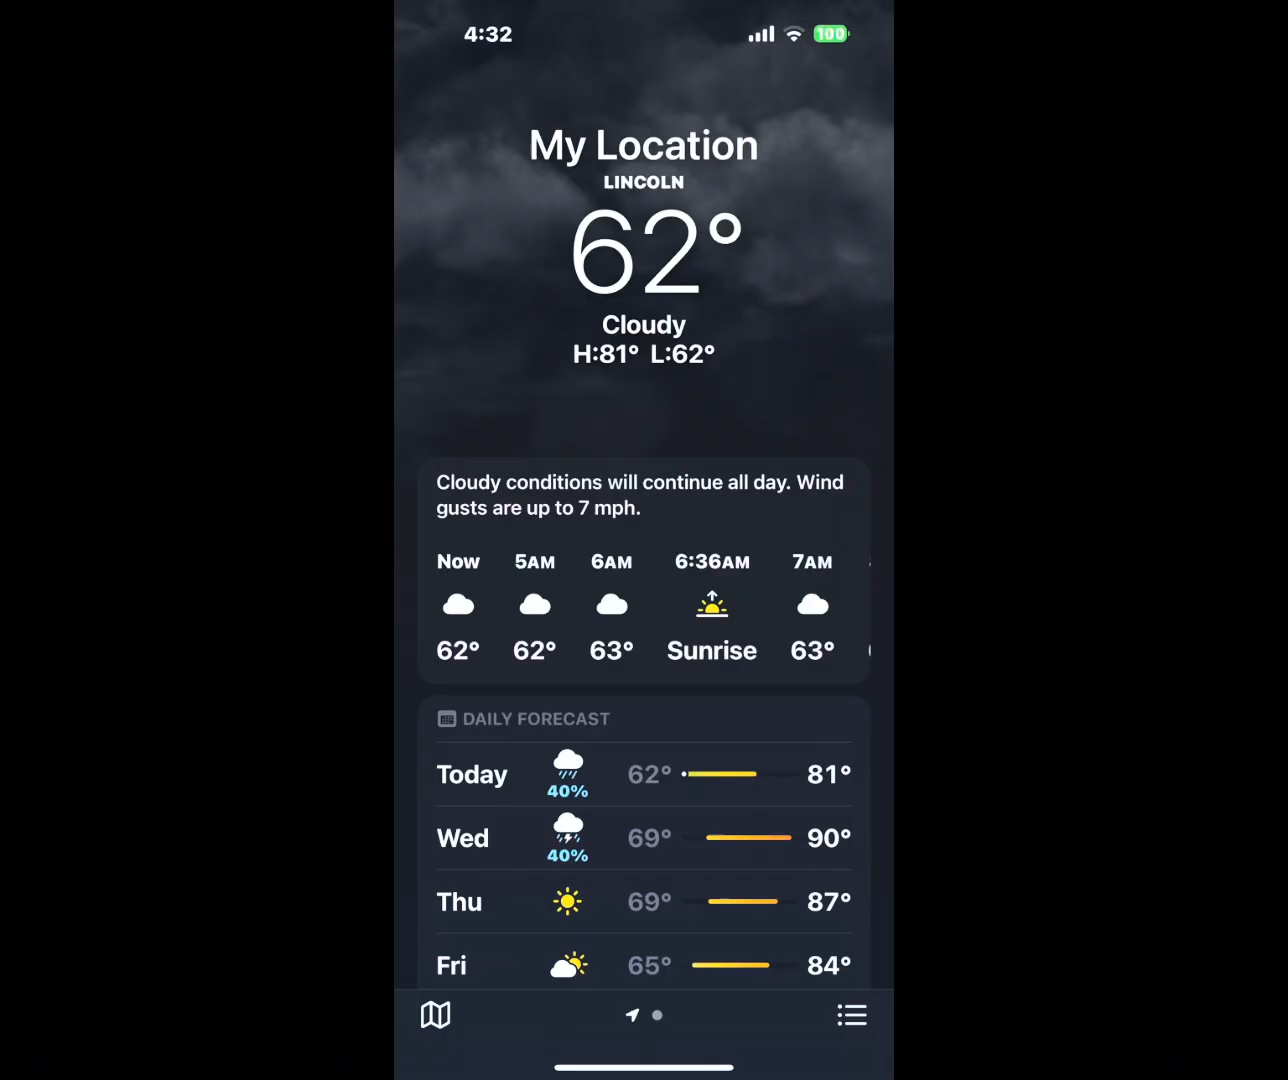 4:32
100
My Location
LINCOLN
62°
Cloudy
H:81° L:62°
Cloudy conditions will continue all day. Wind
gusts are up to 7 mph.
Now 5AM 6AM 6:36AM 7AM
62° 62° 63° Sunrise 63°
DAILY FORECAST
Today 40% 62° 81°
Wed 40% 69° 90°
Thu 69° 87°
Fri 65° 84°